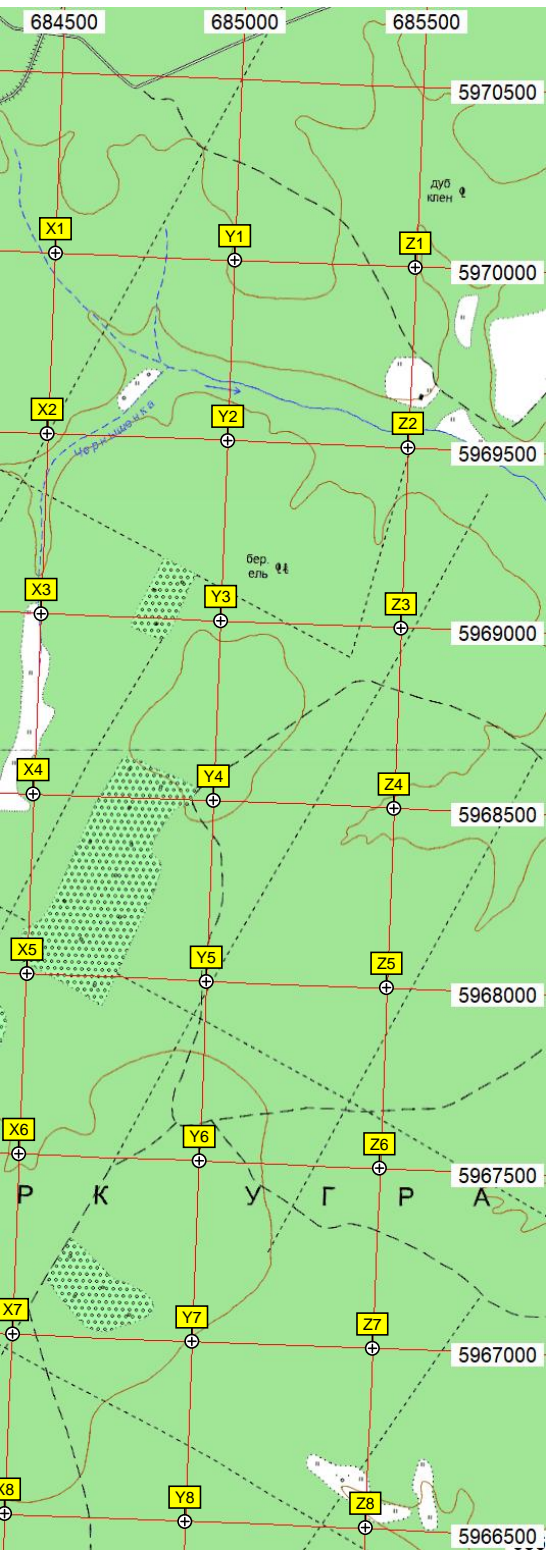 684500 685000 685500
5970500
дуб
клен
X1 Y1 Z1
5970000
X2 Y2 Z2
Чернышенка
5969500
бер.
ель
X3 Y3 Z3
5969000
X4 Y4 Z4
5968500
X5 Y5 Z5
5968000
X6 Y6 Z6
5967500
Р К У Г Р А
X7 Y7 Z7
5967000
X8 Y8 Z8
5966500